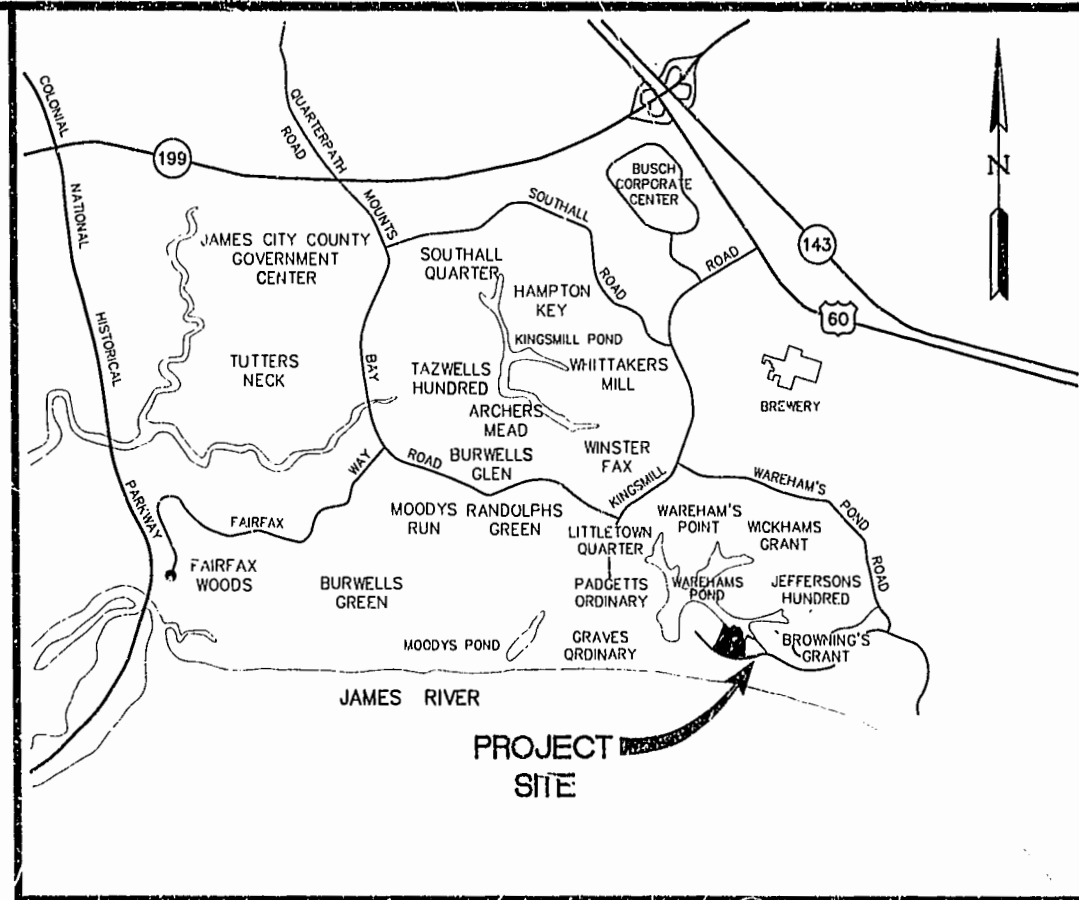 COLONIAL
NATIONAL
HISTORICAL
PARKWAY
199
QUARTERPATH
ROAD
MOUNTS
BAY
ROAD
JAMES CITY COUNTY
GOVERNMENT
CENTER
TUTTERS
NECK
SOUTHALL
ROAD
BUSCH
CORPORATE
CENTER
ROAD
143
60
N
SOUTHALL
QUARTER
HAMPTON
KEY
KINGSMILL POND
TAZWELLS
HUNDRED
WHITTAKERS
MILL
ARCHERS
MEAD
BURWELLS
GLEN
WINSTER
FAX
BREWERY
KINGSMILL
WAREHAM'S
POND
ROAD
FAIRFAX
WAY
FAIRFAX
WOODS
MOODYS
RUN
RANDOLPHS
GREEN
LITTLETOWN
QUARTER
WAREHAM'S
POINT
WICKHAMS
GRANT
BURWELLS
GREEN
PADGETTS
ORDINARY
WAREHAMS
POND
JEFFERSONS
HUNDRED
MOODYS POND
GRAVES
ORDINARY
BROWNING'S
GRANT
JAMES RIVER
PROJECT
SITE